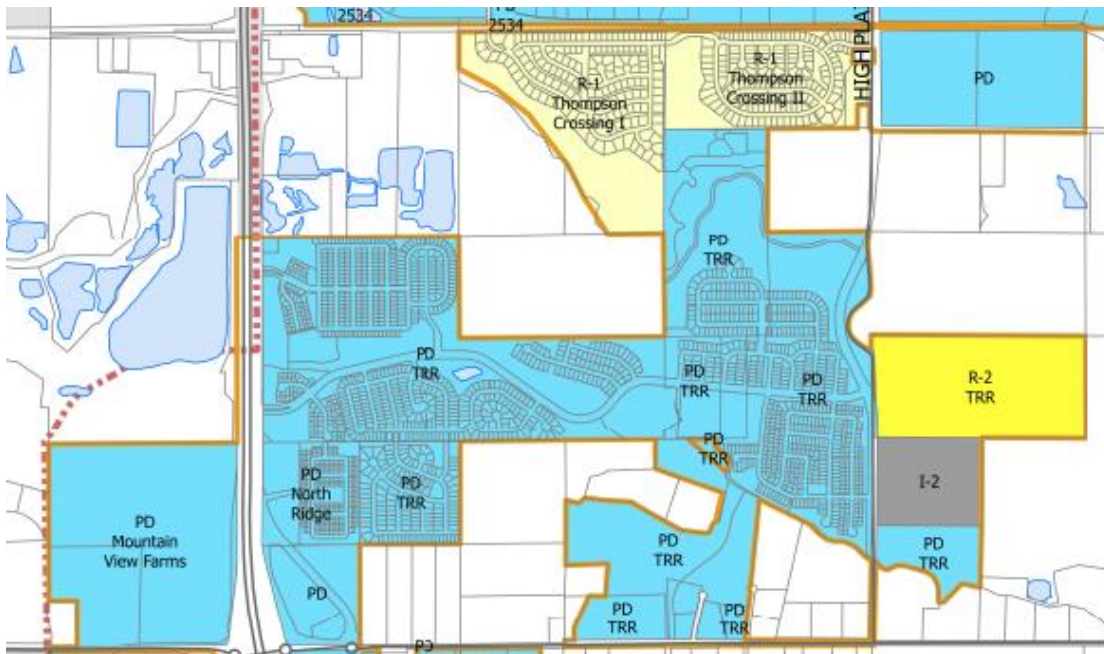 2534
2534
R-1
Thompson
Crossing I
R-1
Thompson
Crossing II
HIGH PLA
PD
PD
TRR
PD
TRR
PD
TRR
PD
TRR
R-2
TRR
PD
TRR
PD
North
Ridge
PD
TRR
I-2
PD
Mountain
View Farms
PD
TRR
PD
TRR
PD
PD
TRR
PD
TRR